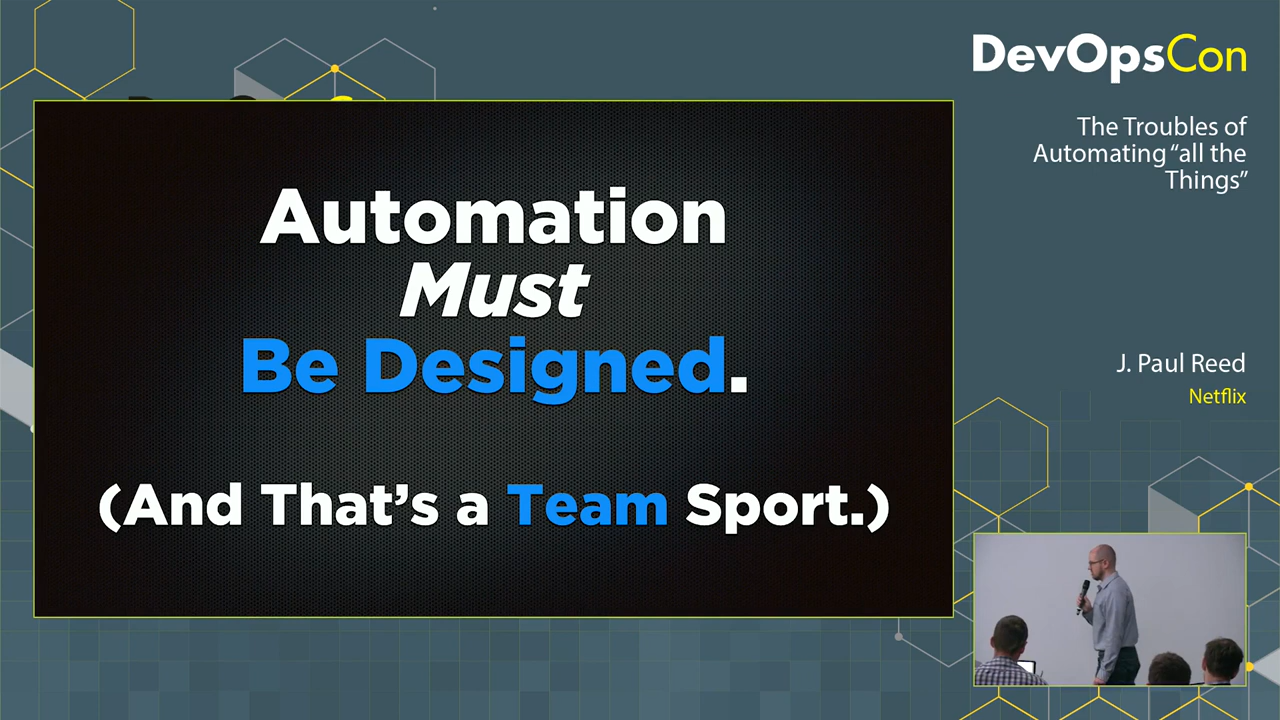 DevOpsCon
The Troubles of
Automating “all the
Things”
Automation
Must
Be Designed.
(And That’s a Team Sport.)
J. Paul Reed
Netflix